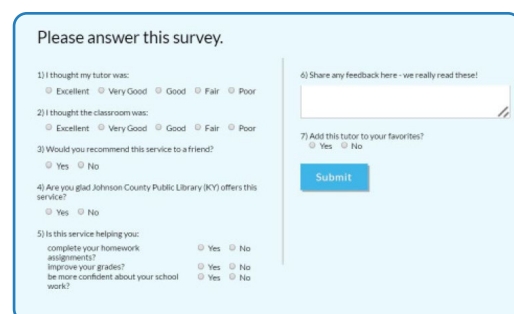 Please answer this survey.
1) I thought my tutor was:
Excellent Very Good Good Fair Poor
2) I thought the classroom was:
Excellent Very Good Good Fair Poor
3) Would you recommend this service to a friend?
Yes No
4) Are you glad Johnson County Public Library (KY) offers this
service?
Yes No
5) Is this service helping you:
complete your homework
assignments? Yes No
improve your grades? Yes No
be more confident about your school
work? Yes No
6) Share any feedback here - we really read these!
7) Add this tutor to your favorites?
Yes No
Submit